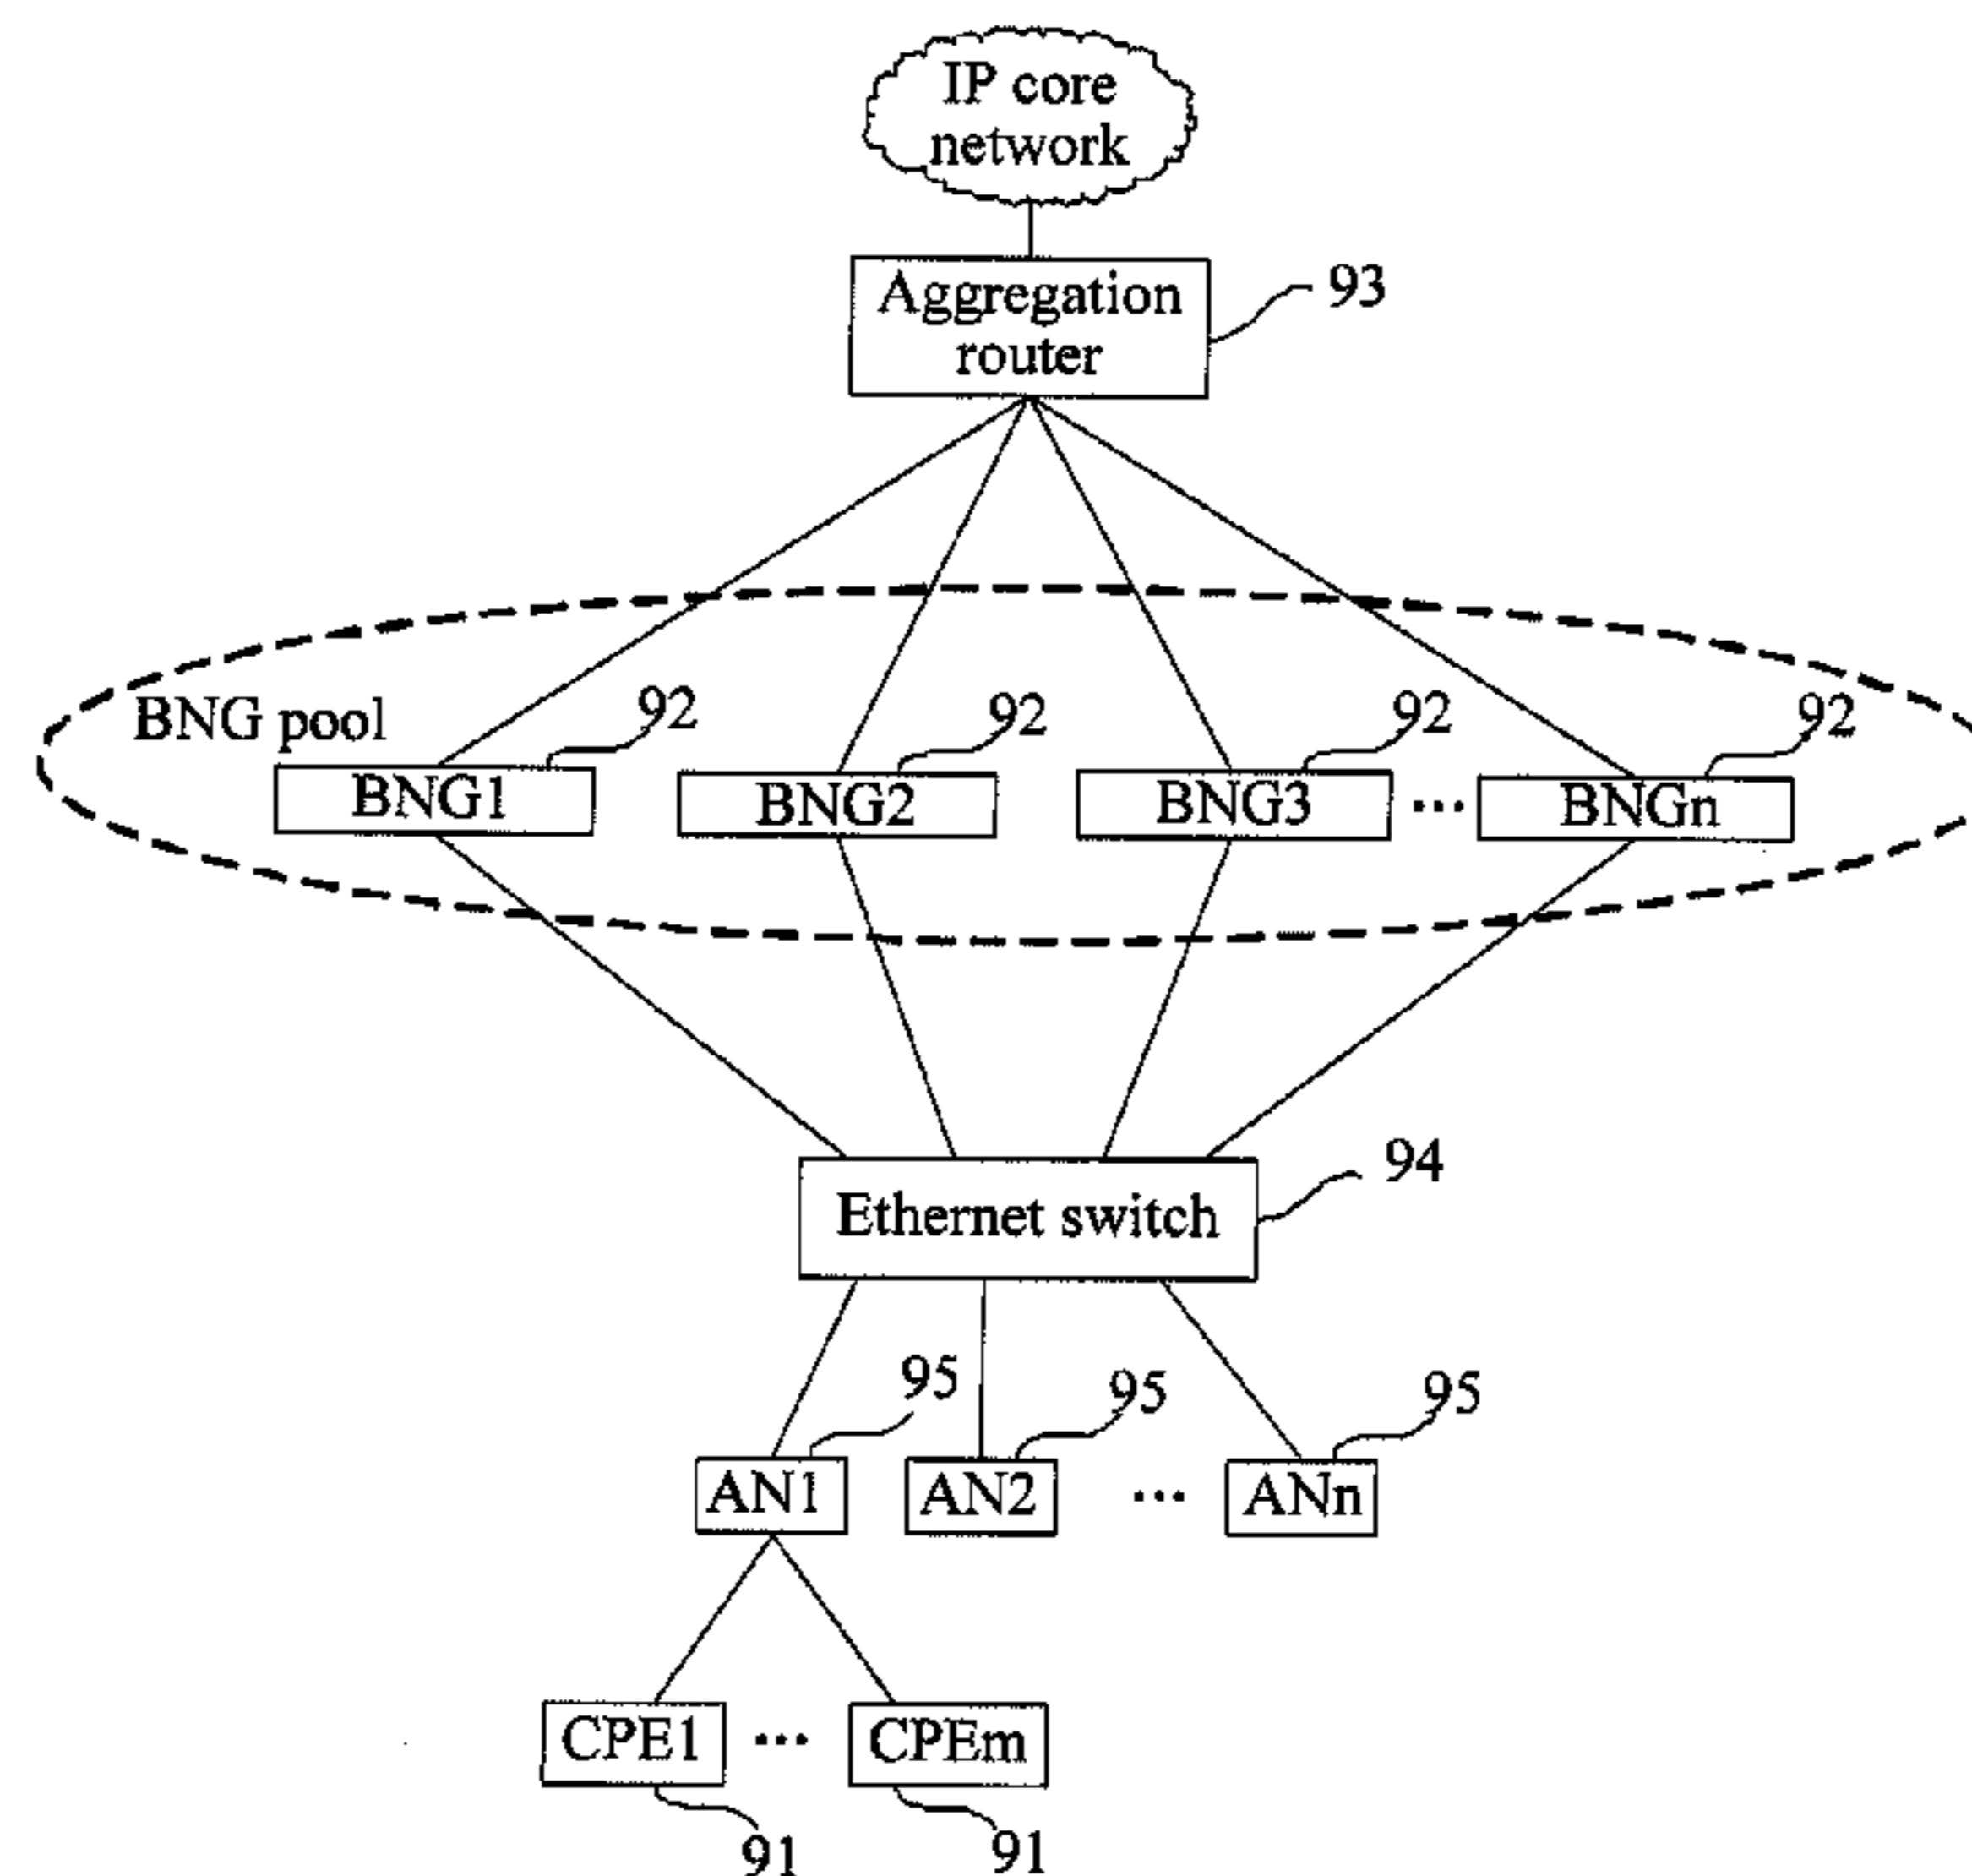 IP core
network
Aggregation
router
93
BNG pool
92
92
92
92
BNG1
BNG2
BNG3
...
BNGn
94
Ethernet switch
95
95
95
AN1
AN2
...
ANn
CPE1
...
CPEm
91
91